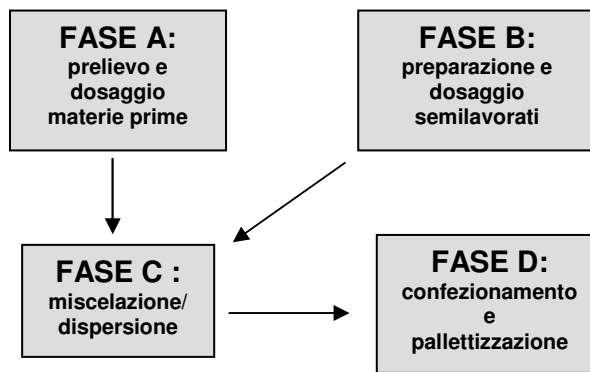 FASE A:
prelievo e
dosaggio
materie prime
FASE B:
preparazione e
dosaggio
semilavorati
FASE C :
miscelazione/
dispersione
FASE D:
confezionamento
e
pallettizzazione